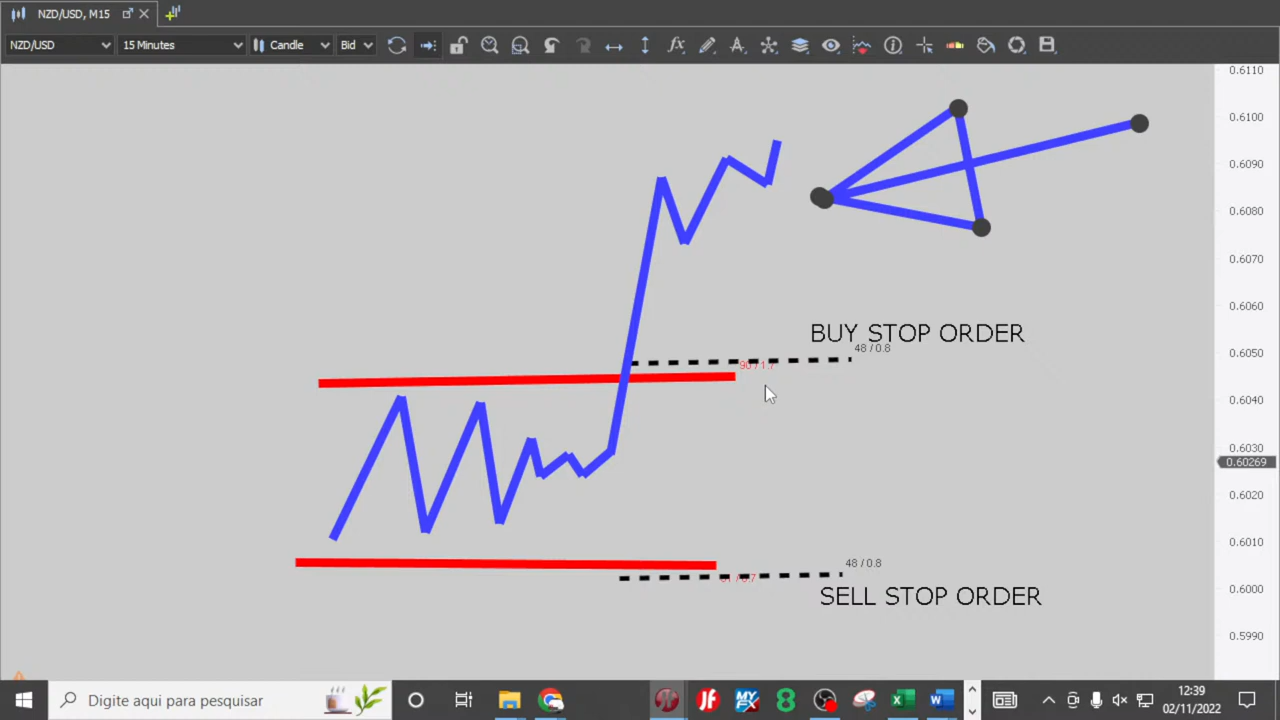 NZD/USD, M15
NZD/USD
15 Minutes
Candle
Bid
0.6110
0.6100
0.6090
0.6080
0.6070
0.6060
0.6050
0.6040
0.6030
0.60269
0.6020
0.6010
0.6000
0.5990
BUY STOP ORDER
48 / 0.8
90 / 1.7
48 / 0.8
SELL STOP ORDER
Digite aqui para pesquisar
12:39
02/11/2022